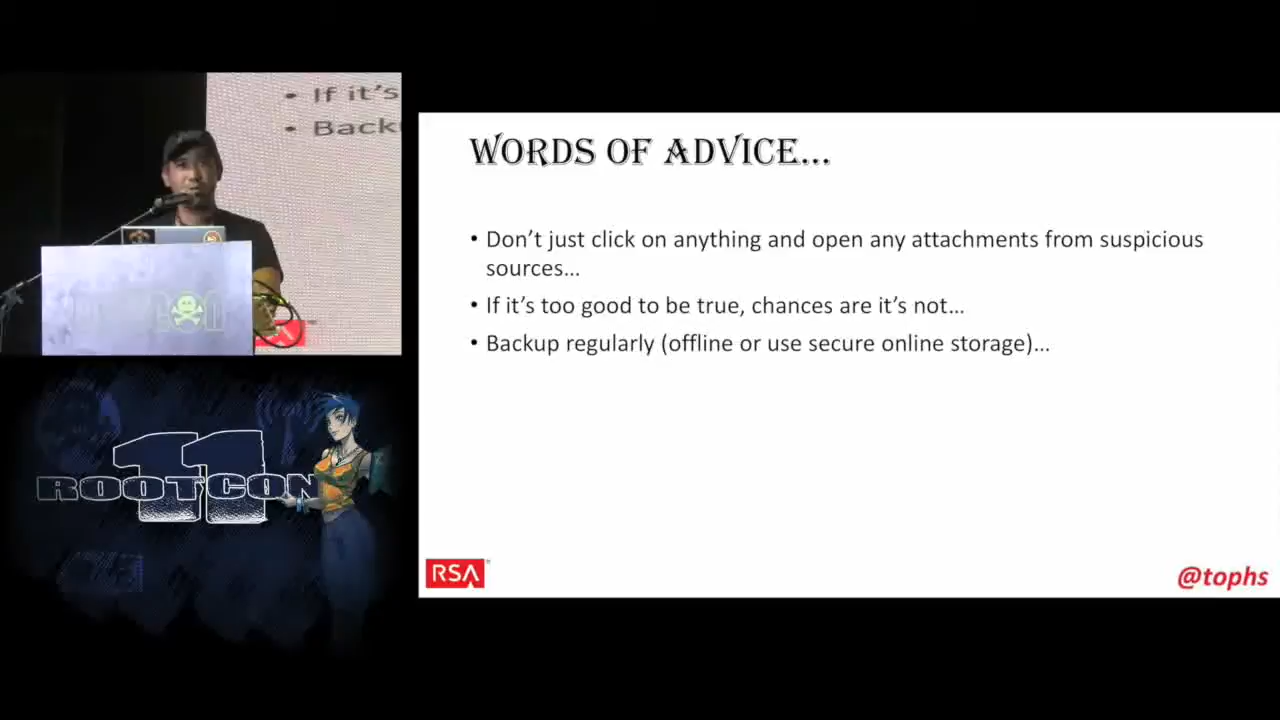 • If it's
• Back
WORDS OF ADVICE...
• Don't just click on anything and open any attachments from suspicious
sources...
• If it's too good to be true, chances are it's not...
• Backup regularly (offline or use secure online storage)...
11
ROOTCON
RSA
@tophs